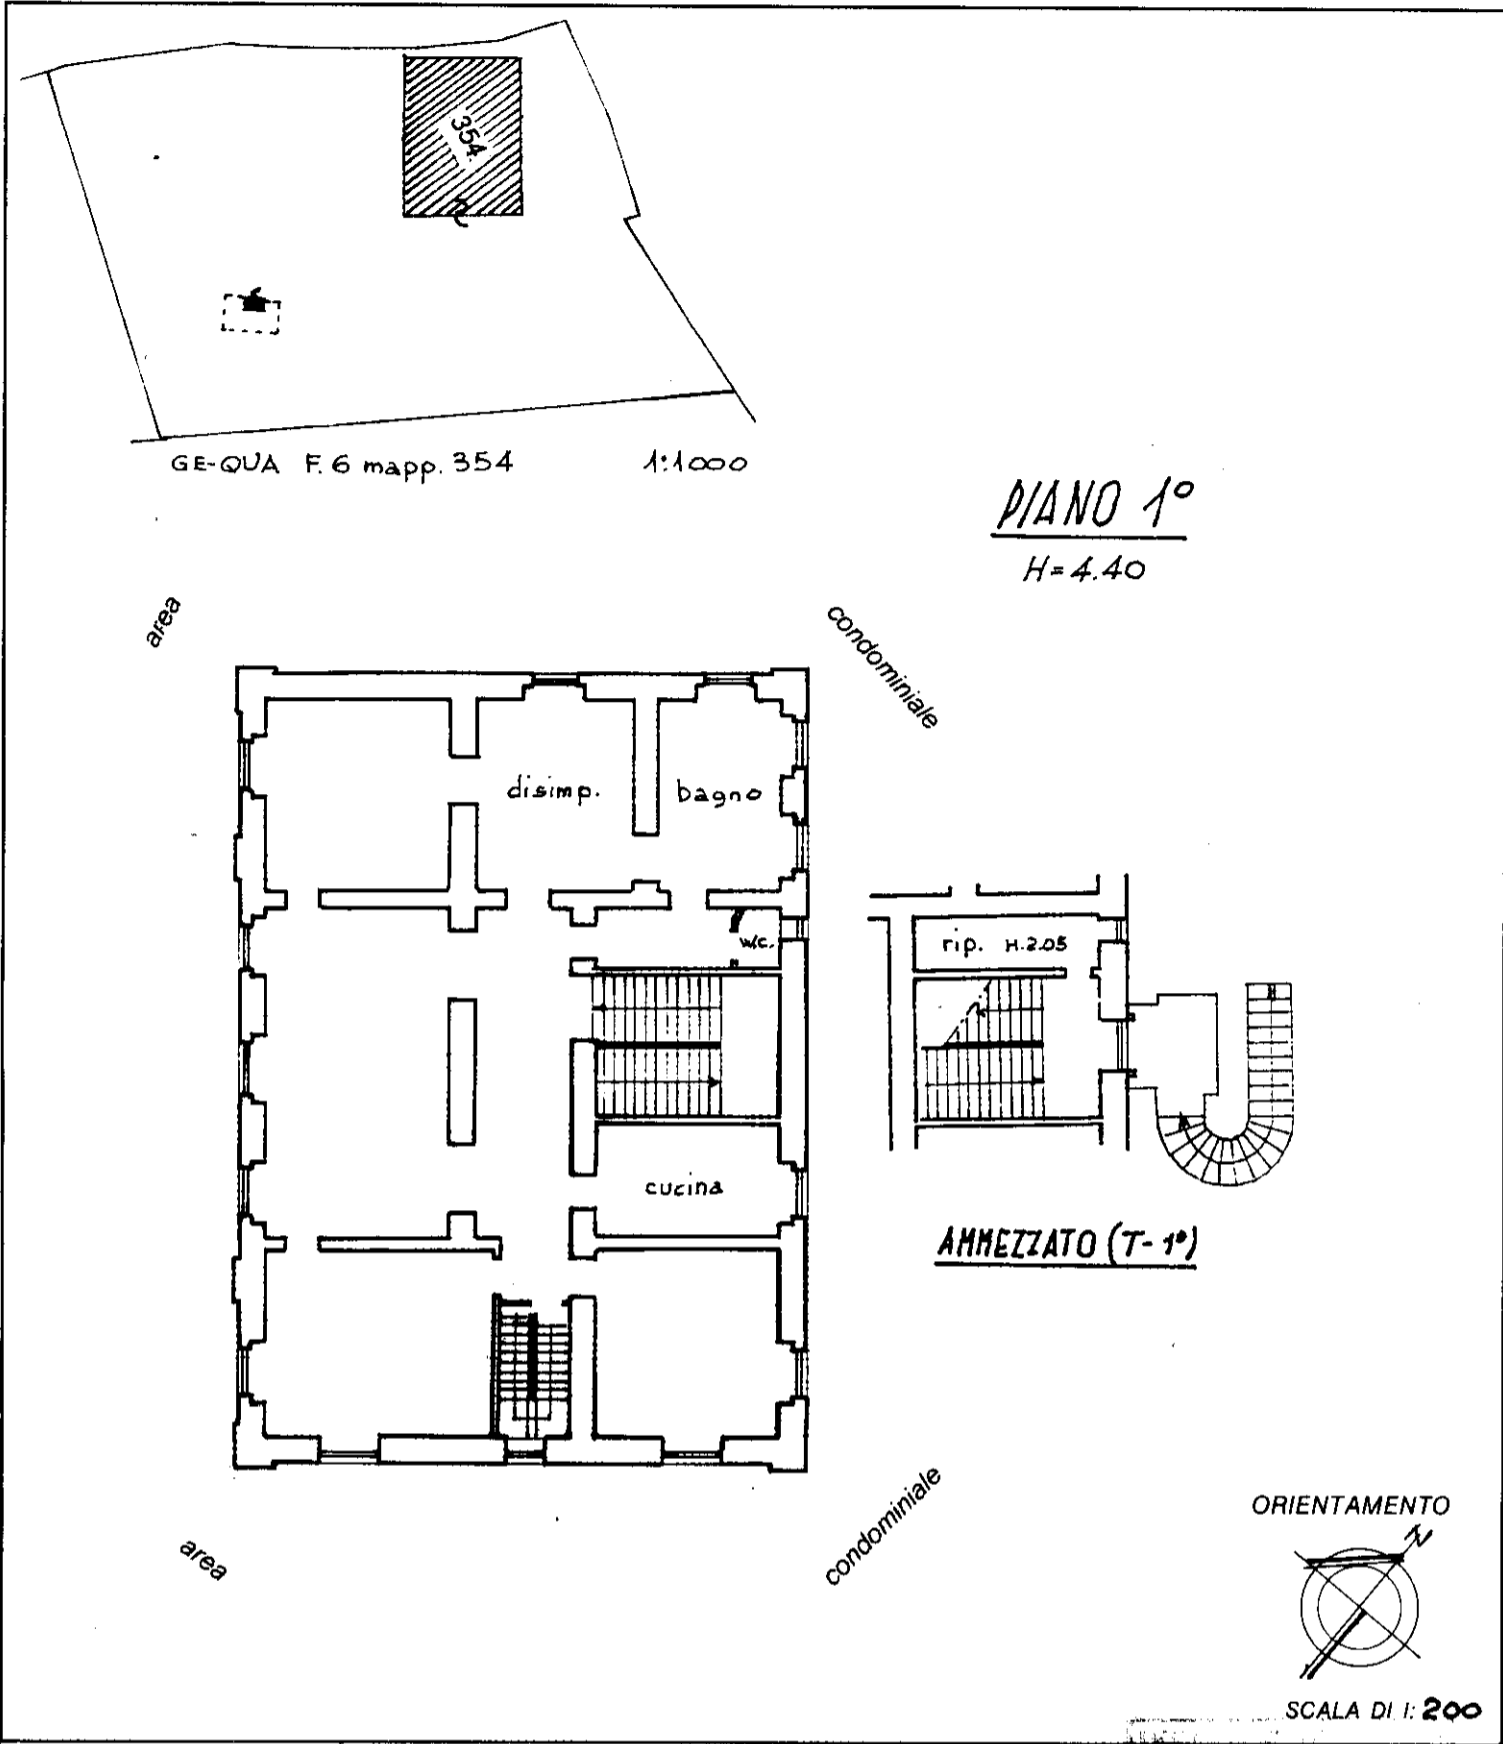 354
GE-QUA F. 6 mapp. 354
1:1000
PIANO 1°
H=4.40
area
condominiale
disimp.
bagno
w.c.
rip. H.2.05
cucina
AMMEZZATO (T-1°)
area
condominiale
ORIENTAMENTO
N
SCALA DI 1: 200